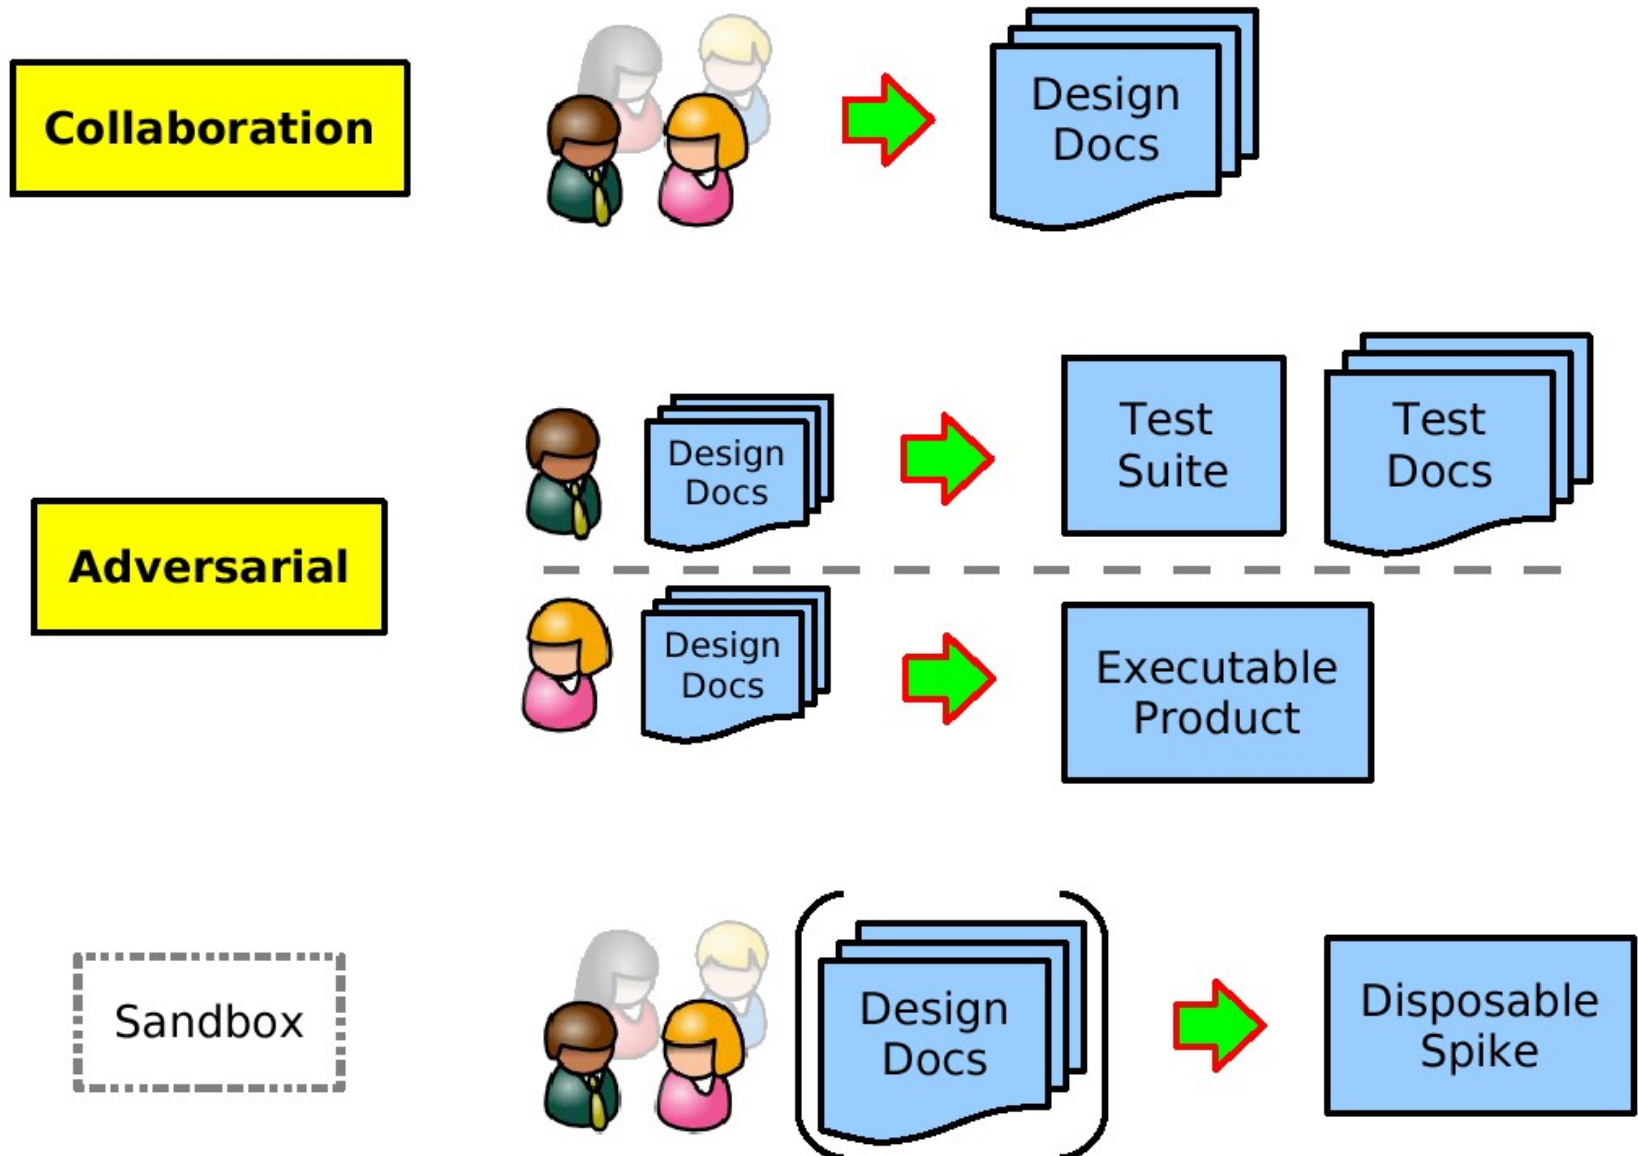 Collaboration
Design
Docs
Adversarial
Design
Docs
Test
Suite
Test
Docs
Design
Docs
Executable
Product
Sandbox
Design
Docs
Disposable
Spike